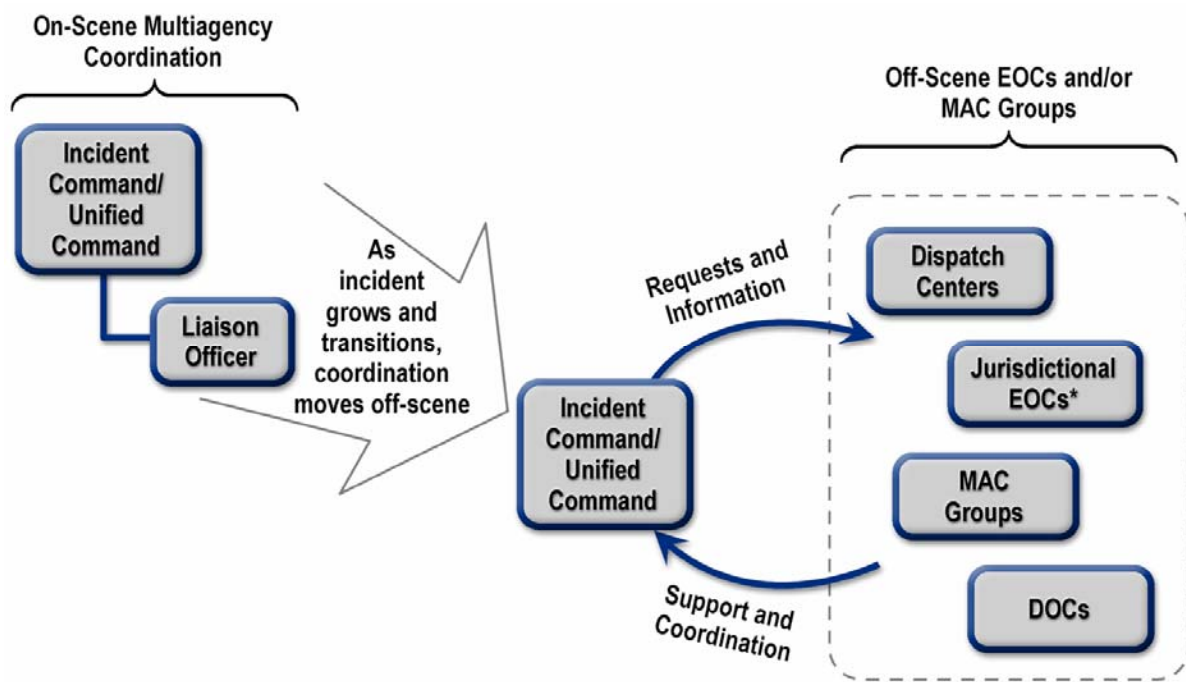 On-Scene Multiagency
Coordination
Incident
Command/
Unified
Command
Liaison
Officer
As
incident
grows and
transitions,
coordination
moves off-scene
Incident
Command/
Unified
Command
Requests and
Information
Support and
Coordination
Off-Scene EOCs and/or
MAC Groups
Dispatch
Centers
Jurisdictional
EOCs*
MAC
Groups
DOCs